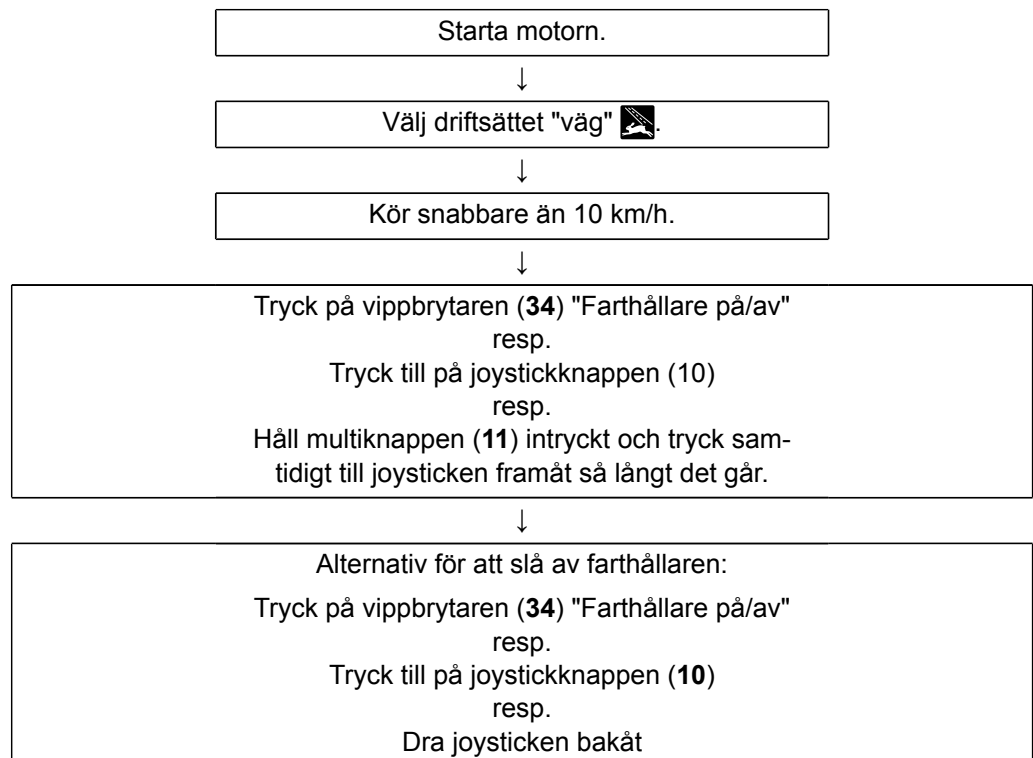 Starta motorn.
↓
Välj driftsättet "väg" .
↓
Kör snabbare än 10 km/h.
↓
Tryck på vippbrytaren (34) "Farthållare på/av"
resp.
Tryck till på joystickknappen (10)
resp.
Håll multiknappen (11) intryckt och tryck sam-
tidigt till joysticken framåt så långt det går.
↓
Alternativ för att slå av farthållaren:
Tryck på vippbrytaren (34) "Farthållare på/av"
resp.
Tryck till på joystickknappen (10)
resp.
Dra joysticken bakåt